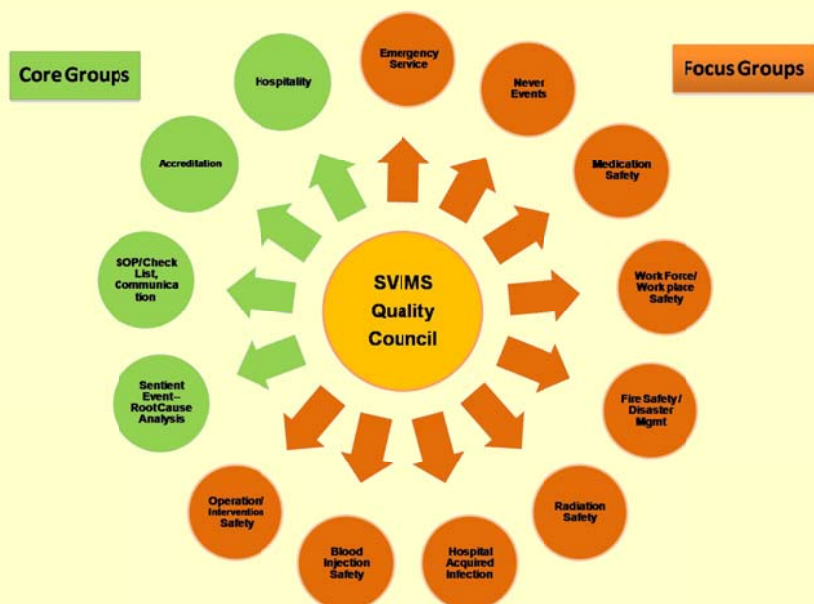 Core Groups
Focus Groups
Hospitality
Emergency
Service
Never
Events
Accreditation
Medication
Safety
SOP/Check
List,
Communica
tion
SVIMS
Quality
Council
Work Force/
Work place
Safety
Sentient
Event–
Root Cause
Analysis
Fire Safety /
Disaster
Mgmt
Operation/
Intervention
Safety
Radiation
Safety
Blood
Injection
Safety
Hospital
Acquired
Infection